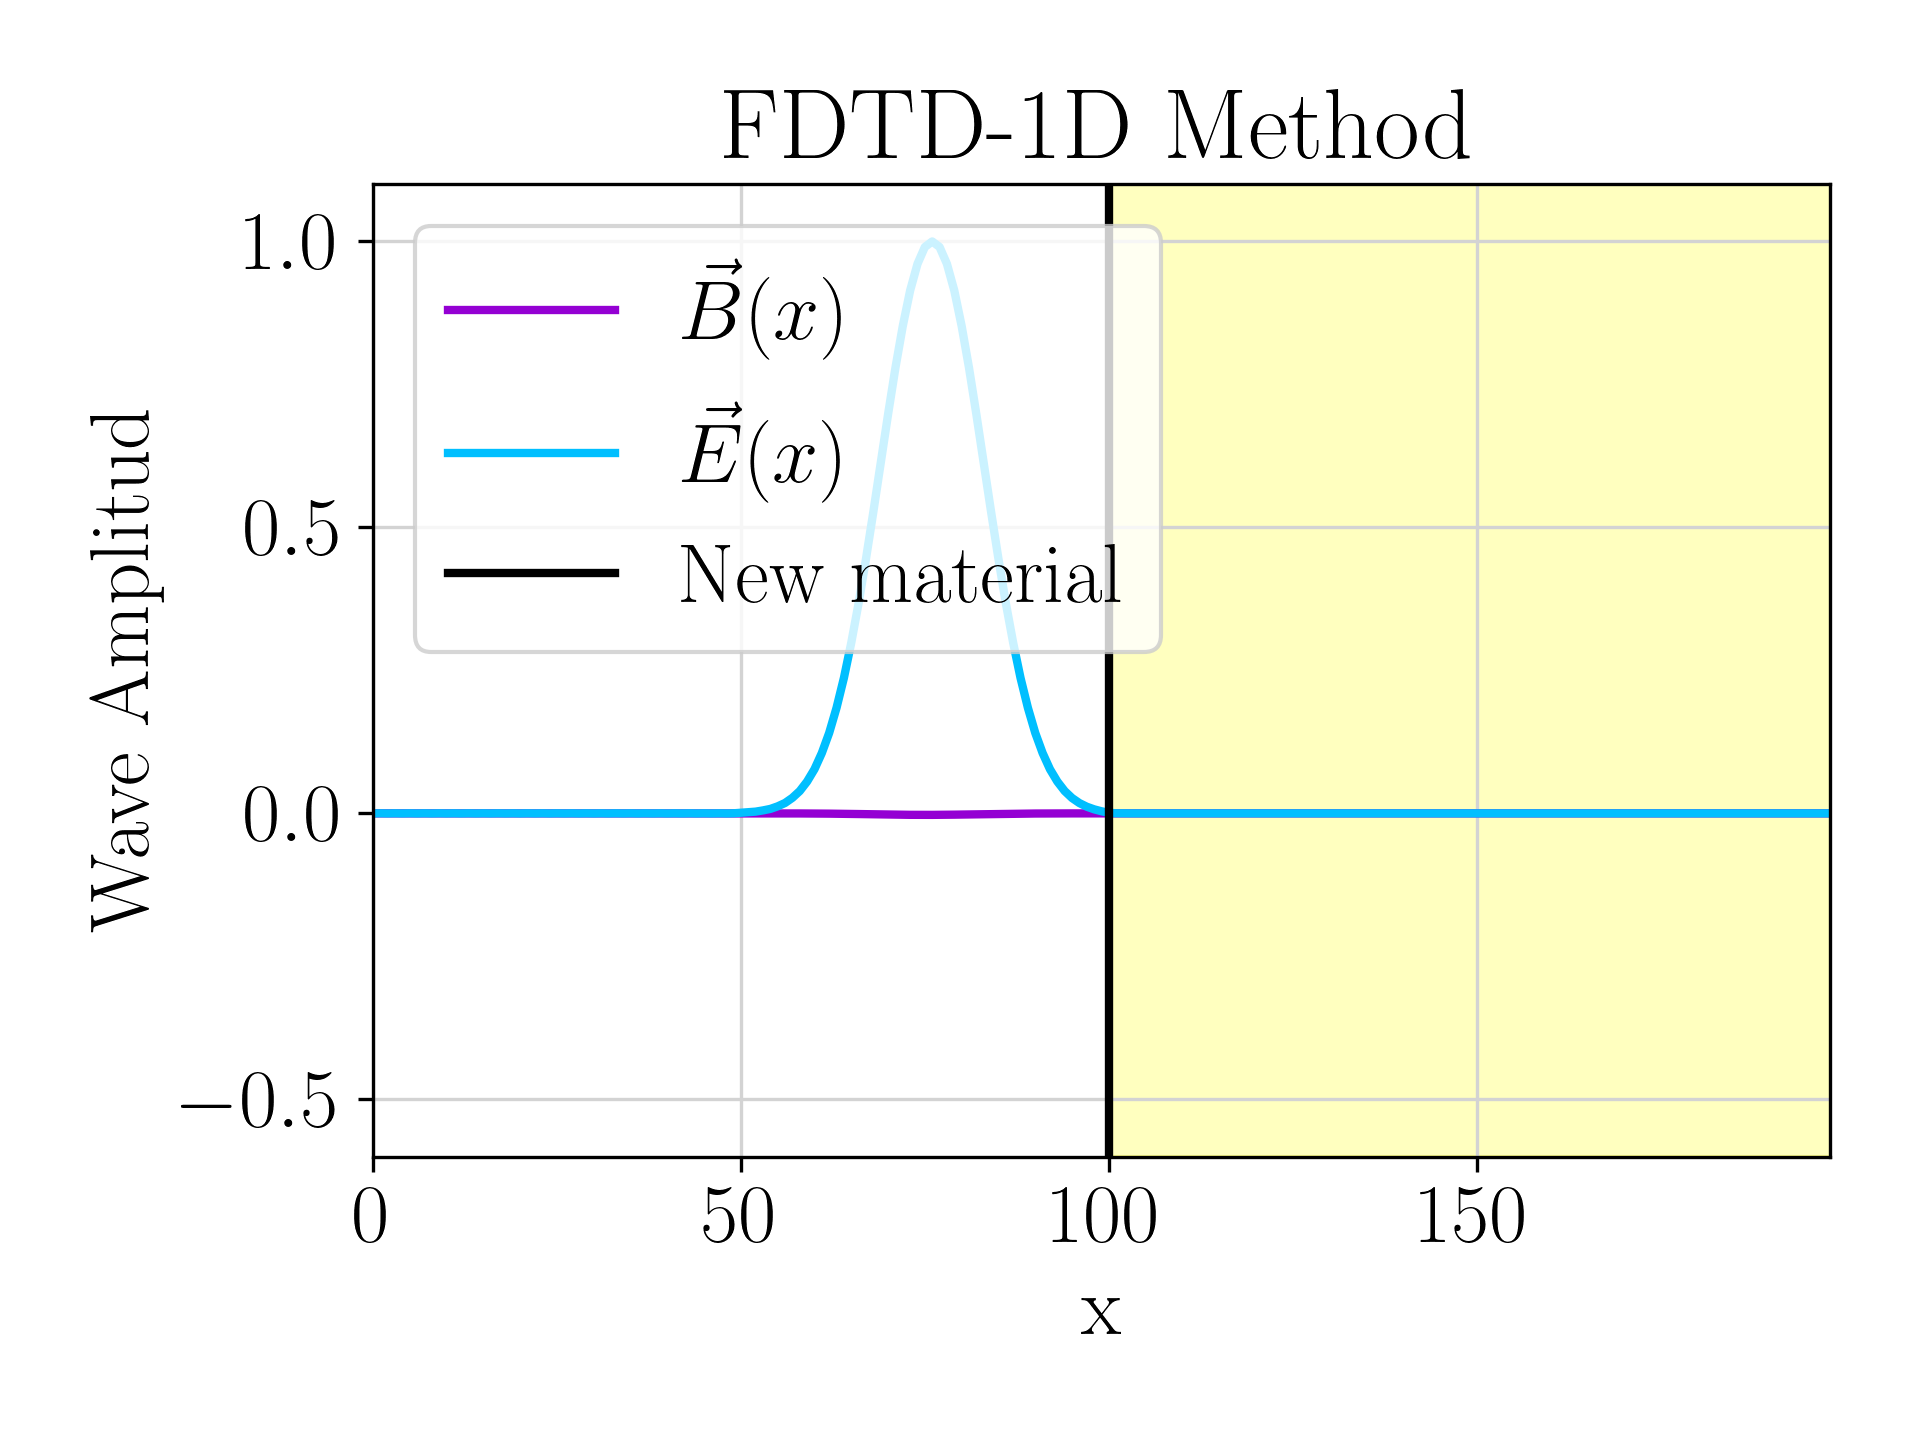 FDTD-1D Method
1.0
0.5
0.0
−0.5
Wave Amplitud
B⃗(x)
E⃗(x)
New material
0 50 100 150
x